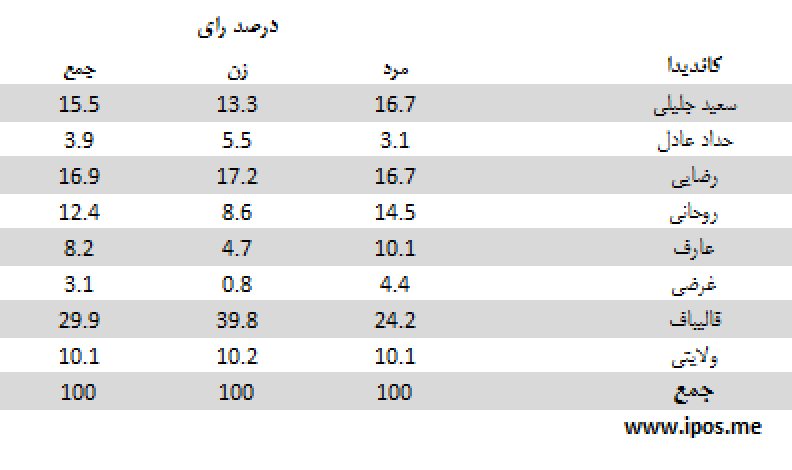 درصد رای
کاندیدا مرد زن جمع
سعید جلیلی 16.7 13.3 15.5
حداد عادل 3.1 5.5 3.9
رضایی 16.7 17.2 16.9
روحانی 14.5 8.6 12.4
عارف 10.1 4.7 8.2
غرضی 4.4 0.8 3.1
قالیباف 24.2 39.8 29.9
ولایتی 10.1 10.2 10.1
جمع 100 100 100
www.ipos.me